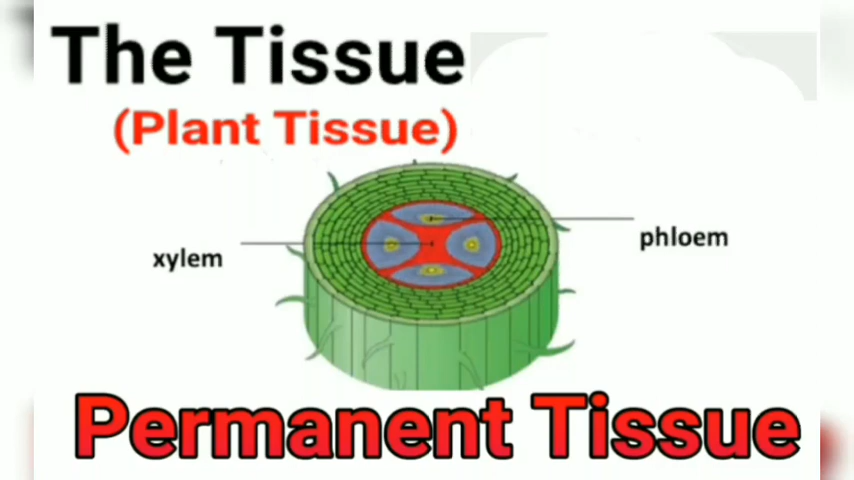 The Tissue
(Plant Tissue)
phloem
xylem
Permanent Tissue